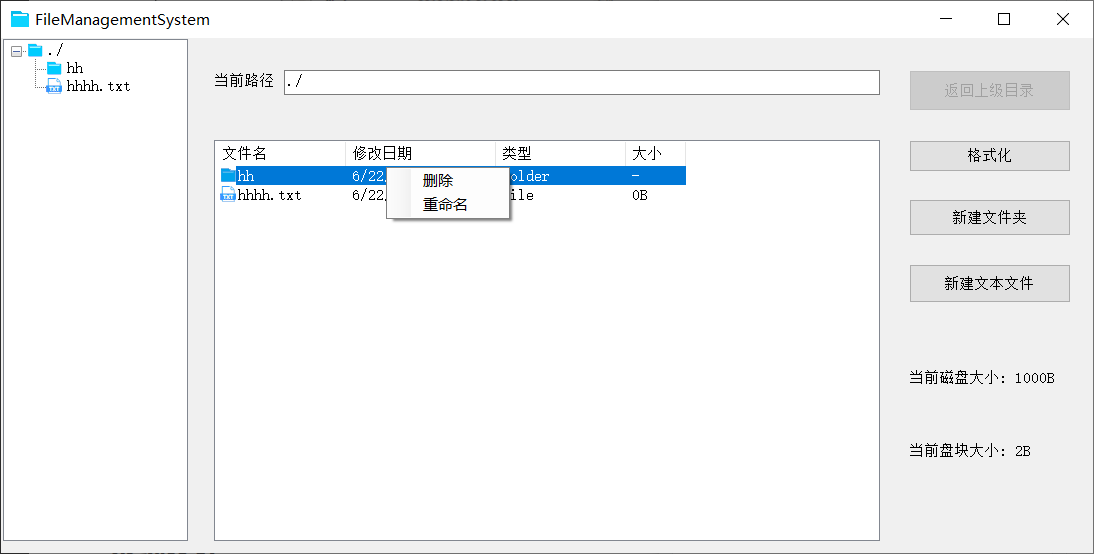 FileManagementSystem
./
hh
hhhh.txt
当前路径 ./
返回上级目录
文件名 修改日期 类型 大小
hh 6/22 older -
hhhh.txt 6/22 ile 0B
删除
重命名
格式化
新建文件夹
新建文本文件
当前磁盘大小: 1000B
当前盘块大小: 2B